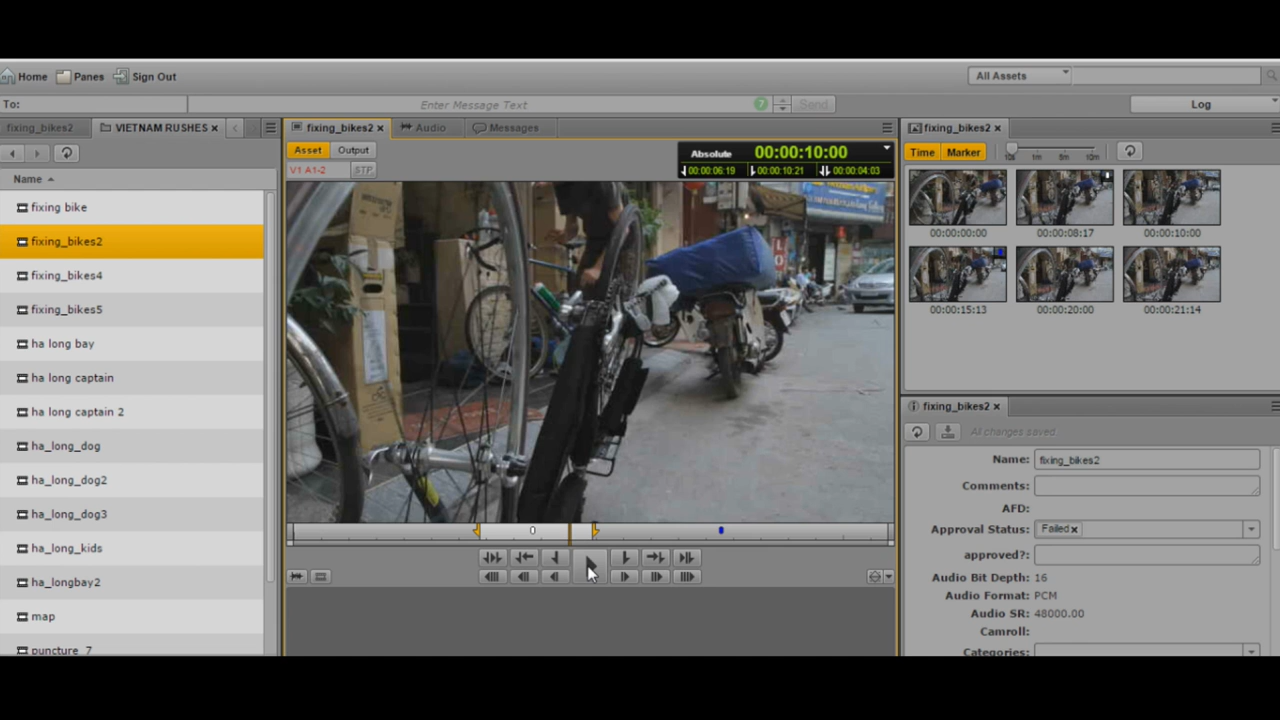 Home Panes Sign Out All Assets
To: Enter Message Text 7 Send Log
fixing_bikes2 VIETNAM RUSHES
Name
fixing bike
fixing_bikes2
fixing_bikes4
fixing_bikes5
ha long bay
ha long captain
ha long captain 2
ha_long_dog
ha_long_dog2
ha_long_dog3
ha_long_kids
ha_longbay2
map
puncture_7
fixing_bikes2 Audio Messages
Asset Output
V1 A1-2 STP
Absolute 00:00:10:00
00:00:06:19 00:00:10:21 00:00:04:03
fixing_bikes2
Time Marker 10s 1m 5m 10m
00:00:00:00 00:00:08:17 00:00:10:00
00:00:15:13 00:00:20:00 00:00:21:14
fixing_bikes2
All changes saved
Name: fixing_bikes2
Comments:
AFD:
Approval Status: Failed
approved?:
Audio Bit Depth: 16
Audio Format: PCM
Audio SR: 48000.00
Camroll:
Categories: